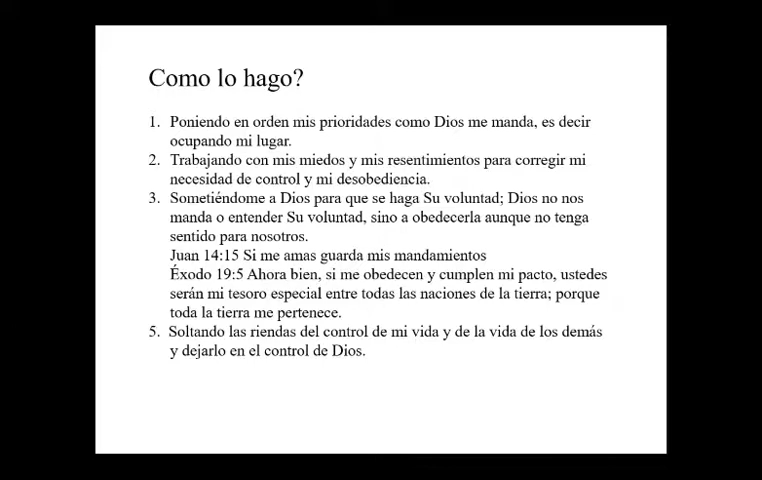 Como lo hago?
1. Poniendo en orden mis prioridades como Dios me manda, es decir
ocupando mi lugar.
2. Trabajando con mis miedos y mis resentimientos para corregir mi
necesidad de control y mi desobediencia.
3. Sometiéndome a Dios para que se haga Su voluntad; Dios no nos
manda o entender Su voluntad, sino a obedecerla aunque no tenga
sentido para nosotros.
Juan 14:15 Si me amas guarda mis mandamientos
Éxodo 19:5 Ahora bien, si me obedecen y cumplen mi pacto, ustedes
serán mi tesoro especial entre todas las naciones de la tierra; porque
toda la tierra me pertenece.
5. Soltando las riendas del control de mi vida y de la vida de los demás
y dejarlo en el control de Dios.